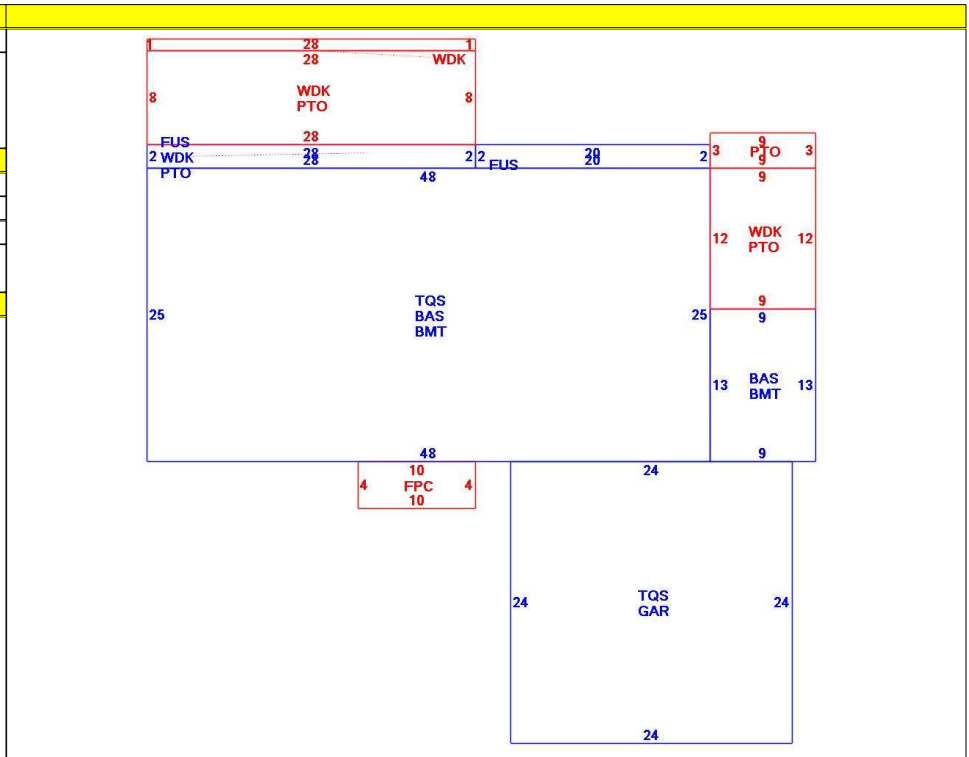 1 28 1
28 WDK
8 WDK 8
PTO
28
FUS
2 WDK 28 2 2 20 2
PTO 28 FUS 20
48
9
3 PTO 3
9
9
12 WDK 12
PTO
9
9
TQS
25 BAS 25
BMT
13 BAS 13
BMT
48 9
10 24
4 FPC 4
10
TQS
24 GAR 24
24